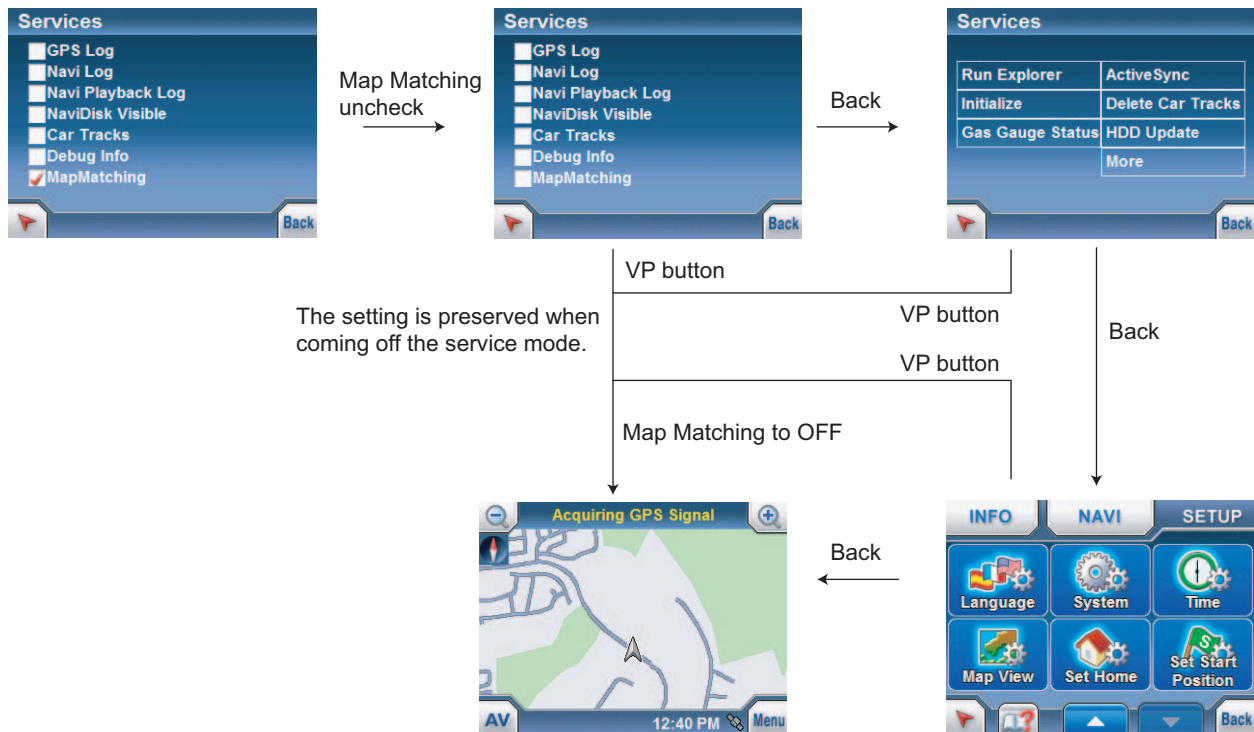 Services
GPS Log
Navi Log
Navi Playback Log
NaviDisk Visible
Car Tracks
Debug Info
MapMatching
Back
Map Matching
uncheck
Services
GPS Log
Navi Log
Navi Playback Log
NaviDisk Visible
Car Tracks
Debug Info
MapMatching
Back
Back
Services
Run Explorer
ActiveSync
Initialize
Delete Car Tracks
Gas Gauge Status
HDD Update
More
Back
VP button
VP button
The setting is preserved when
coming off the service mode.
Back
VP button
Map Matching to OFF
Acquiring GPS Signal
AV
12:40 PM
Menu
Back
INFO
NAVI
SETUP
Language
System
Time
Map View
Set Home
S
Set Start
Position
?
Back